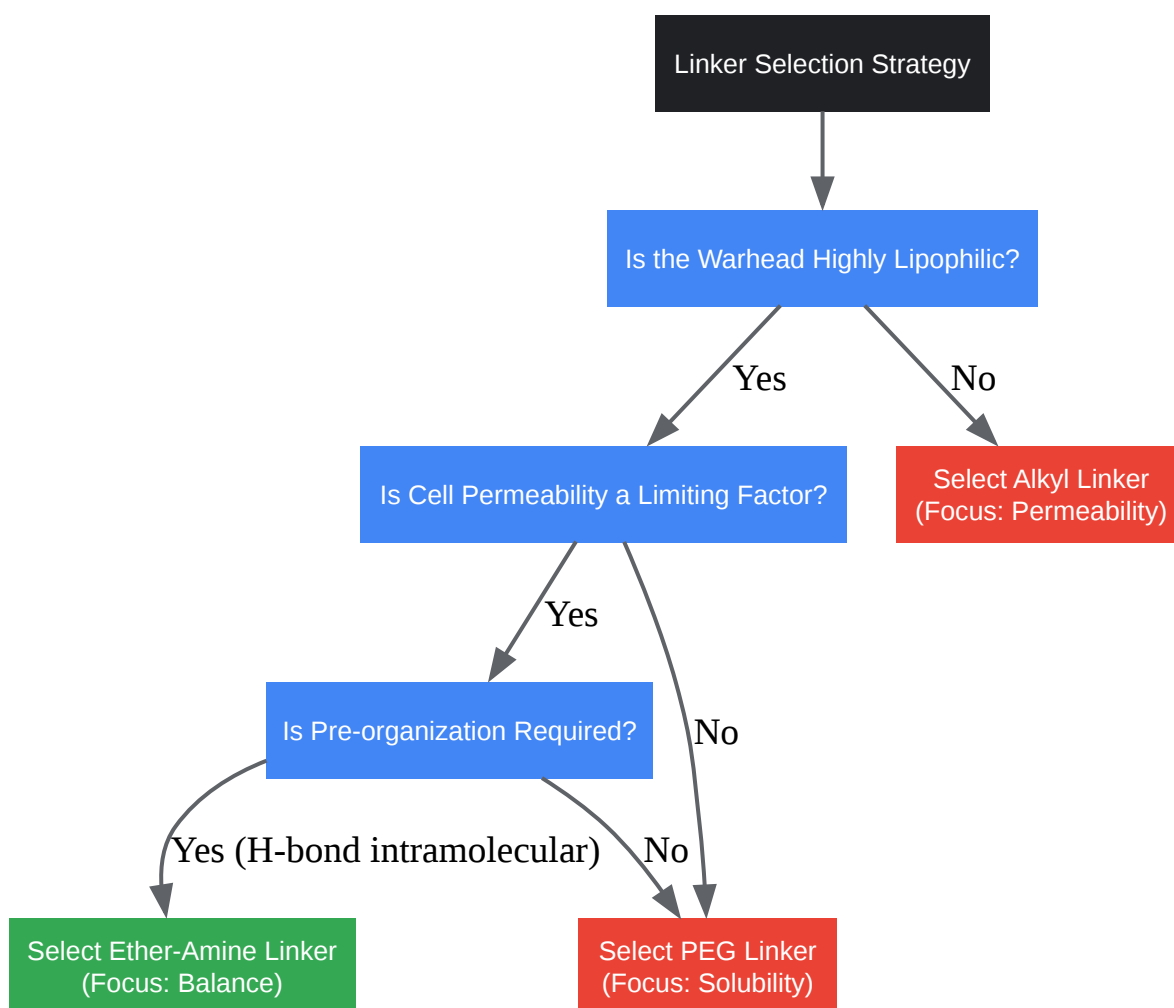 Linker Selection Strategy
Is the Warhead Highly Lipophilic?
Yes
No
Is Cell Permeability a Limiting Factor?
Select Alkyl Linker
(Focus: Permeability)
Yes
Is Pre-organization Required?
No
Yes (H-bond intramolecular)
No
Select Ether-Amine Linker
(Focus: Balance)
Select PEG Linker
(Focus: Solubility)